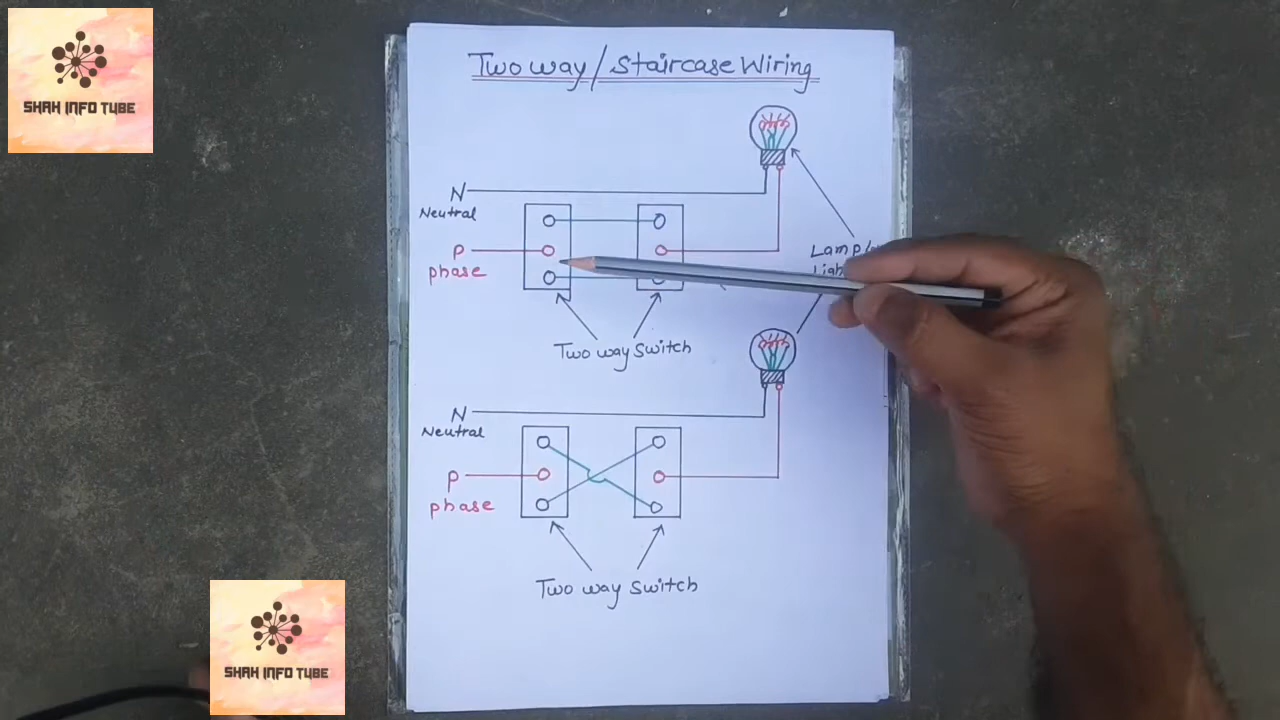 SHAH INFO TUBE
Two way / Staircase Wiring
N
Neutral
P
phase
Lamp/
Two way Switch
N
Neutral
P
phase
Two way Switch
SHAH INFO TUBE